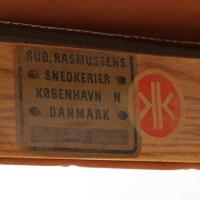 RUD. RASMUSSENS
SNEDKERIER
KØBENHAVN N
DANMARK